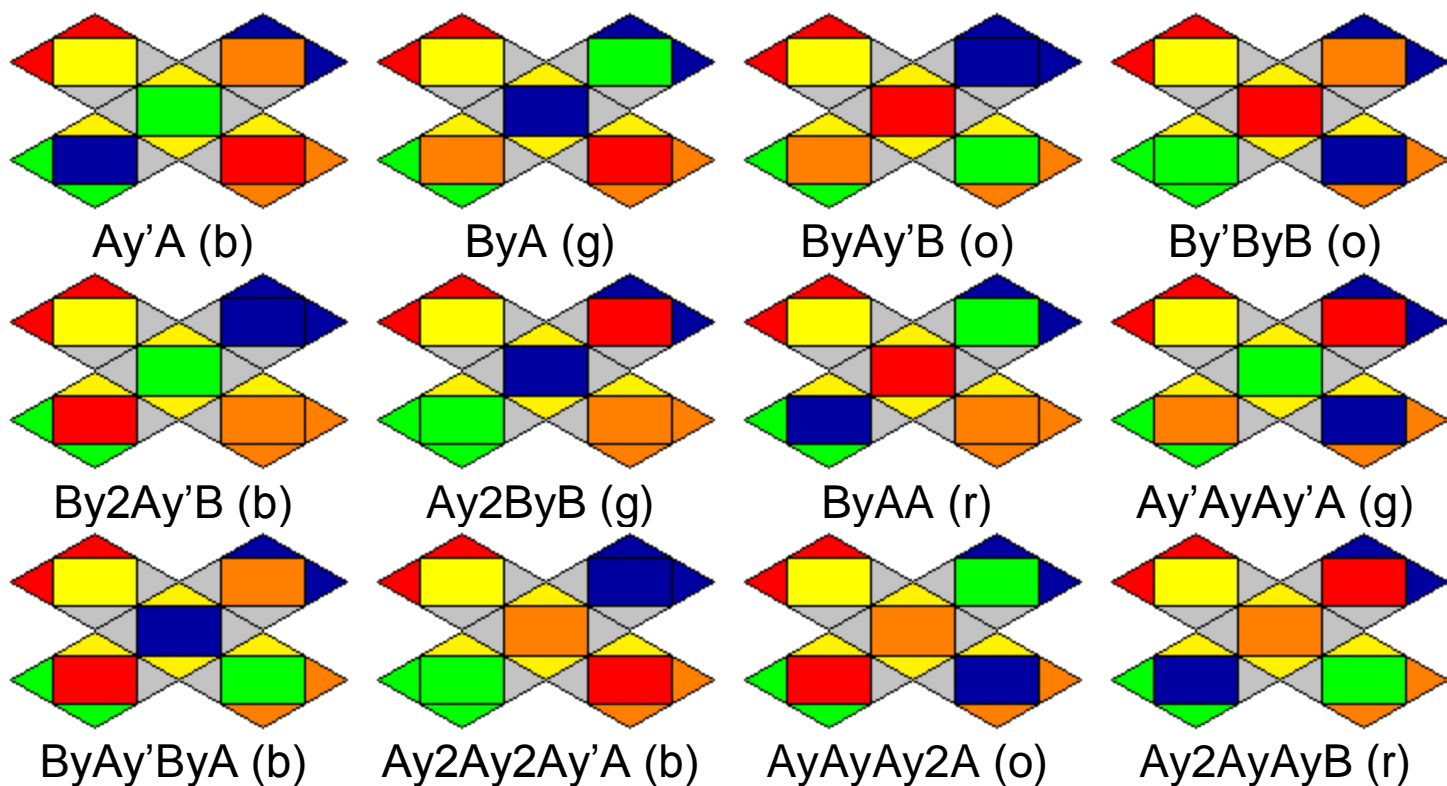 Ay’A (b) ByA (g) ByAy’B (o) By’ByB (o)
By2Ay’B (b) Ay2ByB (g) ByAA (r) Ay’AyAy’A (g)
ByAy’ByA (b) Ay2Ay2Ay’A (b) AyAyAy2A (o) Ay2AyAyB (r)